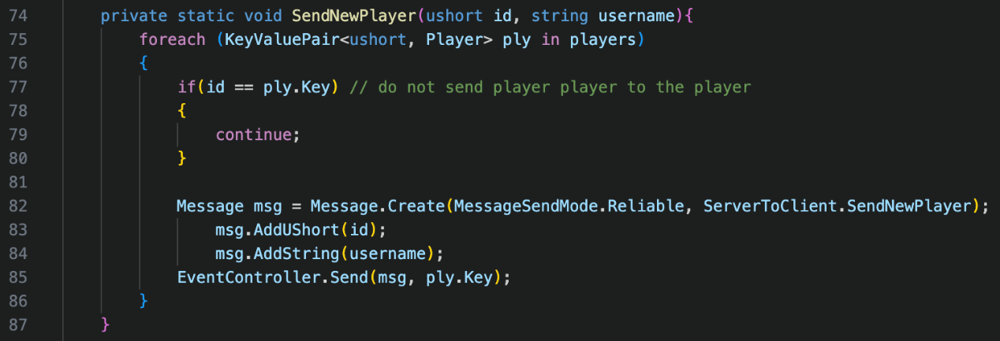 74 private static void SendNewPlayer(ushort id, string username){
75 foreach (KeyValuePair<ushort, Player> ply in players)
76 {
77 if(id == ply.Key) // do not send player player to the player
78 {
79 continue;
80 }
81
82 Message msg = Message.Create(MessageSendMode.Reliable, ServerToClient.SendNewPlayer);
83 msg.AddUShort(id);
84 msg.AddString(username);
85 EventController.Send(msg, ply.Key);
86 }
87 }